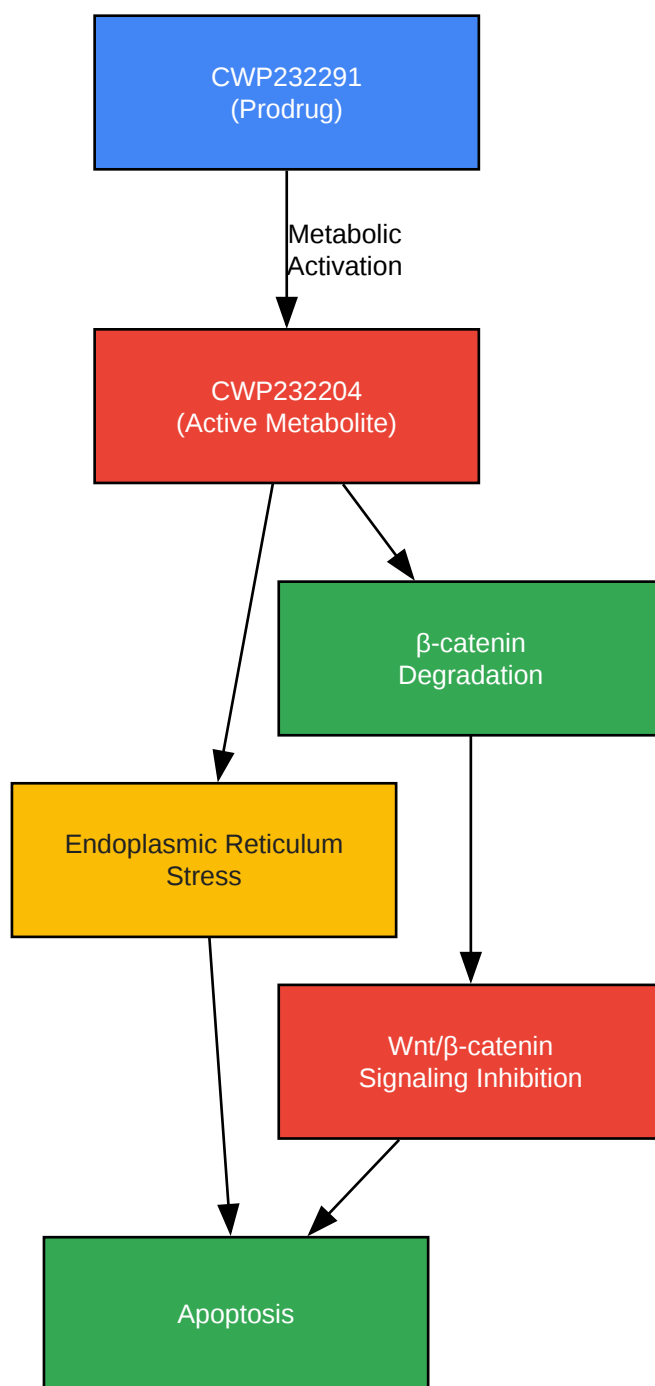 CWP232291
(Prodrug)
Metabolic
Activation
CWP232204
(Active Metabolite)
β-catenin
Degradation
Endoplasmic Reticulum
Stress
Wnt/β-catenin
Signaling Inhibition
Apoptosis